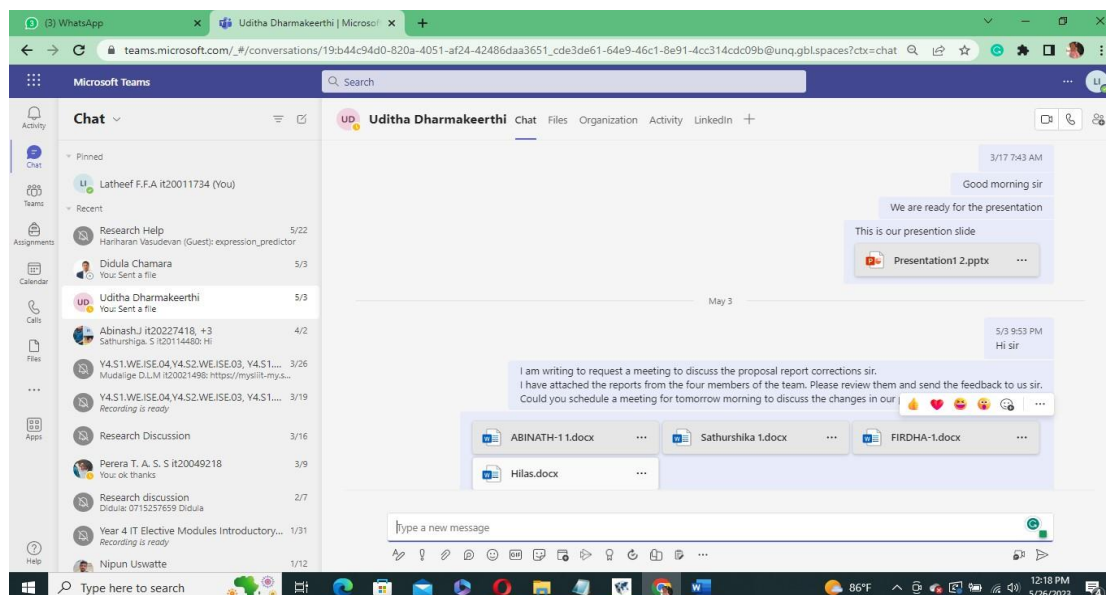 (3) WhatsApp
Uditha Dharmakeerthi | Microsoft
teams.microsoft.com/_#/conversations/19:b44c94d0-820a-4051-af24-42486daa3651_cde3de61-64e9-46c1-8e91-4cc314cdc09b@unq.gbl.spaces?ctx=chat
Microsoft Teams
Search
LI
Activity
Chat
Teams
Assignments
Calendar
Calls
Files
Apps
Help
Chat
Pinned
LI Latheef F.F.A it20011734 (You)
Recent
Research Help 5/22
Hariharan Vasudevan (Guest): expression_predictor
Didula Chamara 5/3
You: Sent a file
UD Uditha Dharmakeerthi 5/3
You: Sent a file
Abinash.J it20227418, +3 4/2
Sathurshiga. S it20114480: Hi
Y4.S1.WE.ISE.04,Y4.S2.WE.ISE.03, Y4.S1.... 3/26
Mudalige D.L.M it20021498: https://mysliit-my.s...
Y4.S1.WE.ISE.04,Y4.S2.WE.ISE.03, Y4.S1.... 3/19
Recording is ready
Research Discussion 3/16
Perera T. A. S. S it20049218 3/9
You: ok thanks
Research discussion 2/7
Didula: 0715257659 Didula
Year 4 IT Elective Modules Introductory... 1/31
Recording is ready
Nipun Uswatte 1/12
UD Uditha Dharmakeerthi Chat Files Organization Activity LinkedIn
3/17 7:43 AM
Good morning sir
We are ready for the presentation
This is our presention slide
Presentation1 2.pptx
May 3
5/3 9:53 PM
Hi sir
I am writing to request a meeting to discuss the proposal report corrections sir.
I have attached the reports from the four members of the team. Please review them and send the feedback to us sir.
Could you schedule a meeting for tomorrow morning to discuss the changes in our
ABINATH-1 1.docx
Sathurshika 1.docx
FIRDHA-1.docx
Hilas.docx
Type a new message
GIF
Type here to search
86°F
12:18 PM
5/26/2023